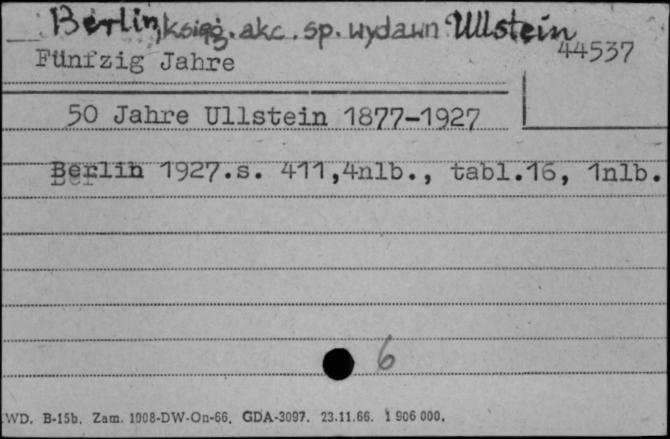 Berlin, księg. akc. sp. wydawn Ullstein
44537
Fünfzig Jahre
50 Jahre Ullstein 1877-1927
Berlin 1927.s. 411,4nlb., tabl.16, 1nlb.
6
WD. B-15b. Zam. 1008-DW-On-66. GDA-3097. 23.11.66. 1 906 000.